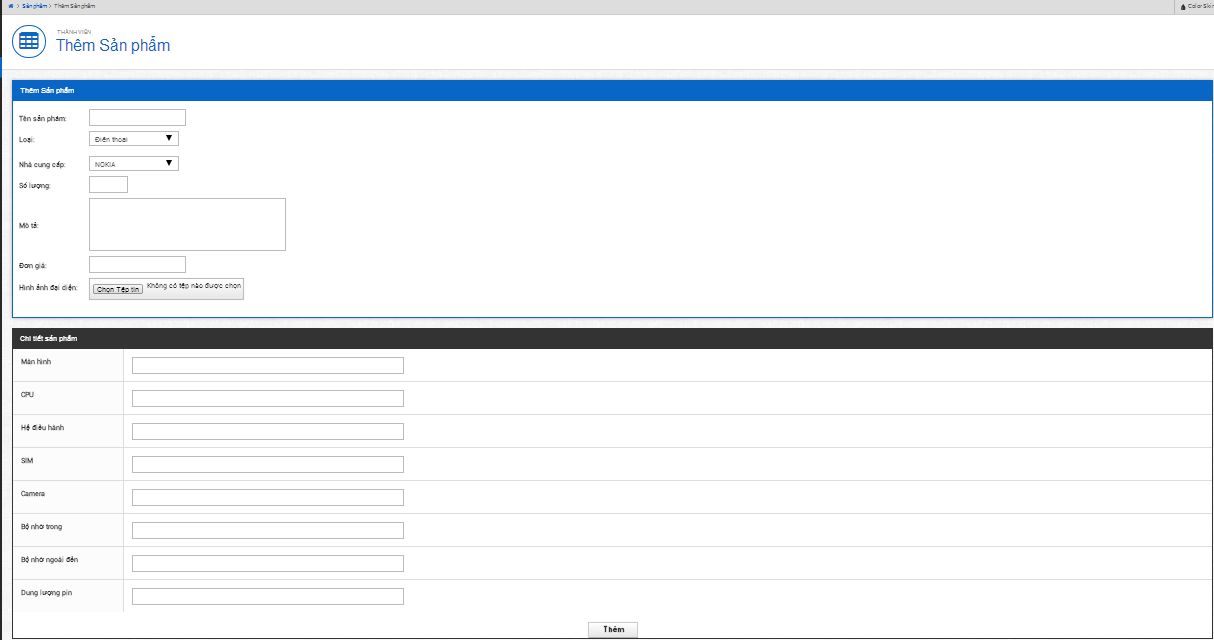 > Sản phẩm > Thêm Sản phẩm
Color Skin
THÀNH VIÊN
Thêm Sản phẩm
Thêm Sản phẩm
Tên sản phẩm:
Loại:
Điện thoại
Nhà cung cấp:
NOKIA
Số lượng:
Mô tả:
Đơn giá:
Hình ảnh đại diện:
Chọn Tệp tin Không có tệp nào được chọn
Chi tiết sản phẩm
Màn hình
CPU
Hệ điều hành
SIM
Camera
Bộ nhớ trong
Bộ nhớ ngoài đến
Dung lượng pin
Thêm